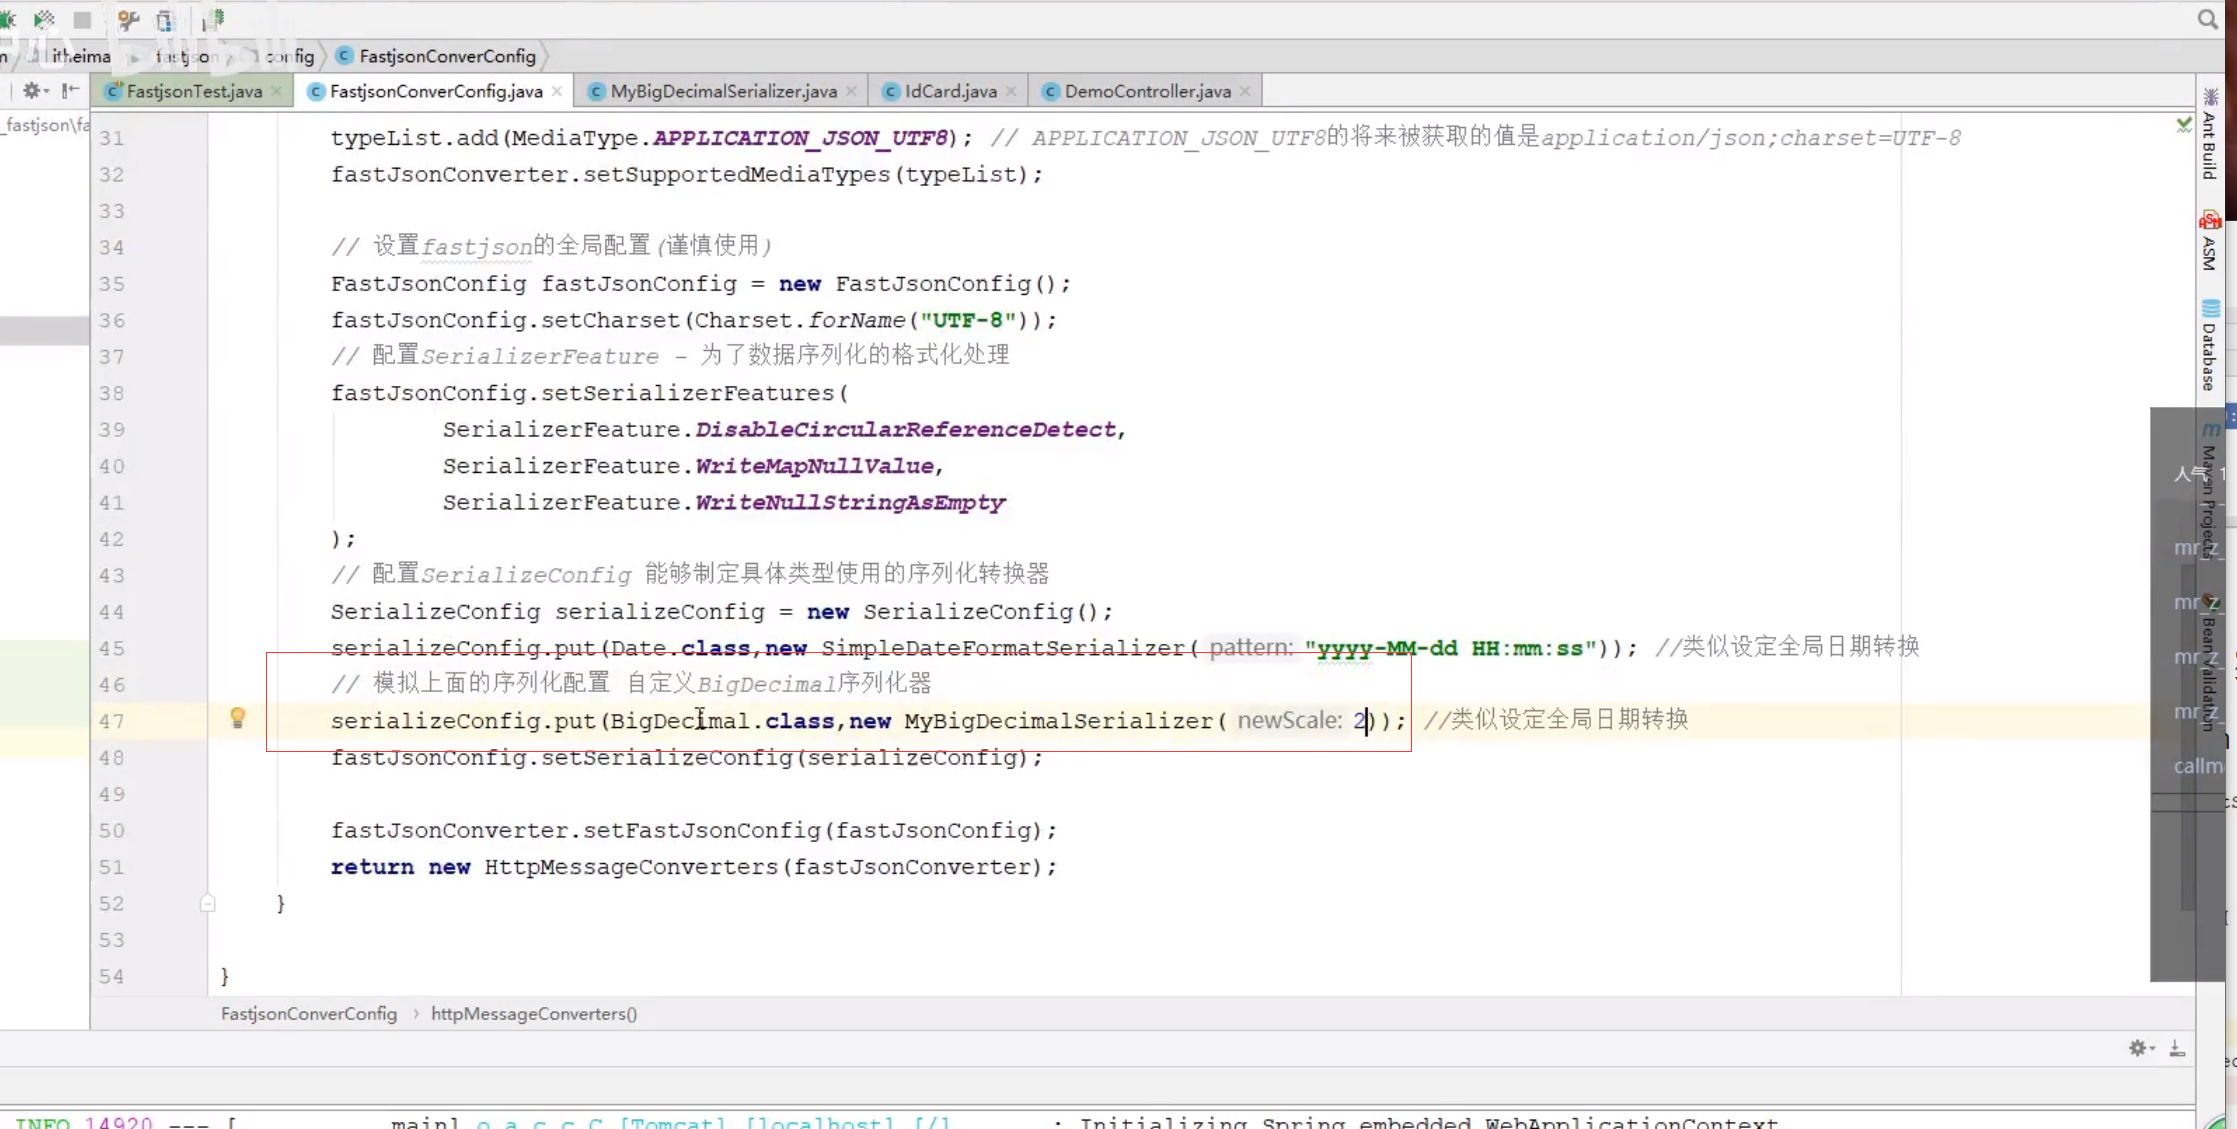 itheima fastjson config FastjsonConverConfig
FastjsonTest.java FastjsonConverConfig.java MyBigDecimalSerializer.java IdCard.java DemoController.java
_fastjson\fa
31 typeList.add(MediaType.APPLICATION_JSON_UTF8); // APPLICATION_JSON_UTF8的将来被获取的值是application/json;charset=UTF-8
32 fastJsonConverter.setSupportedMediaTypes(typeList);
33
34 // 设置fastjson的全局配置(谨慎使用)
35 FastJsonConfig fastJsonConfig = new FastJsonConfig();
36 fastJsonConfig.setCharset(Charset.forName("UTF-8"));
37 // 配置SerializerFeature - 为了数据序列化的格式化处理
38 fastJsonConfig.setSerializerFeatures(
39 SerializerFeature.DisableCircularReferenceDetect,
40 SerializerFeature.WriteMapNullValue,
41 SerializerFeature.WriteNullStringAsEmpty
42 );
43 // 配置SerializeConfig 能够制定具体类型使用的序列化转换器
44 SerializeConfig serializeConfig = new SerializeConfig();
45 serializeConfig.put(Date.class,new SimpleDateFormatSerializer( pattern: "yyyy-MM-dd HH:mm:ss")); //类似设定全局日期转换
46 // 模拟上面的序列化配置 自定义BigDecimal序列化器
47 serializeConfig.put(BigDecimal.class,new MyBigDecimalSerializer( newScale: 2)); //类似设定全局日期转换
48 fastJsonConfig.setSerializeConfig(serializeConfig);
49
50 fastJsonConverter.setFastJsonConfig(fastJsonConfig);
51 return new HttpMessageConverters(fastJsonConverter);
52 }
53
54 }
FastjsonConverConfig › httpMessageConverters()
INFO 14920 --- [ main] o.a.c.c.C.[Tomcat].[localhost].[/] : Initializing Spring embedded WebApplicationContext
Ant Build
ASM
Database
Maven Projects
Bean Validation
人气
mr_z_
mr_z_
mr_z_
mr_z_
callm